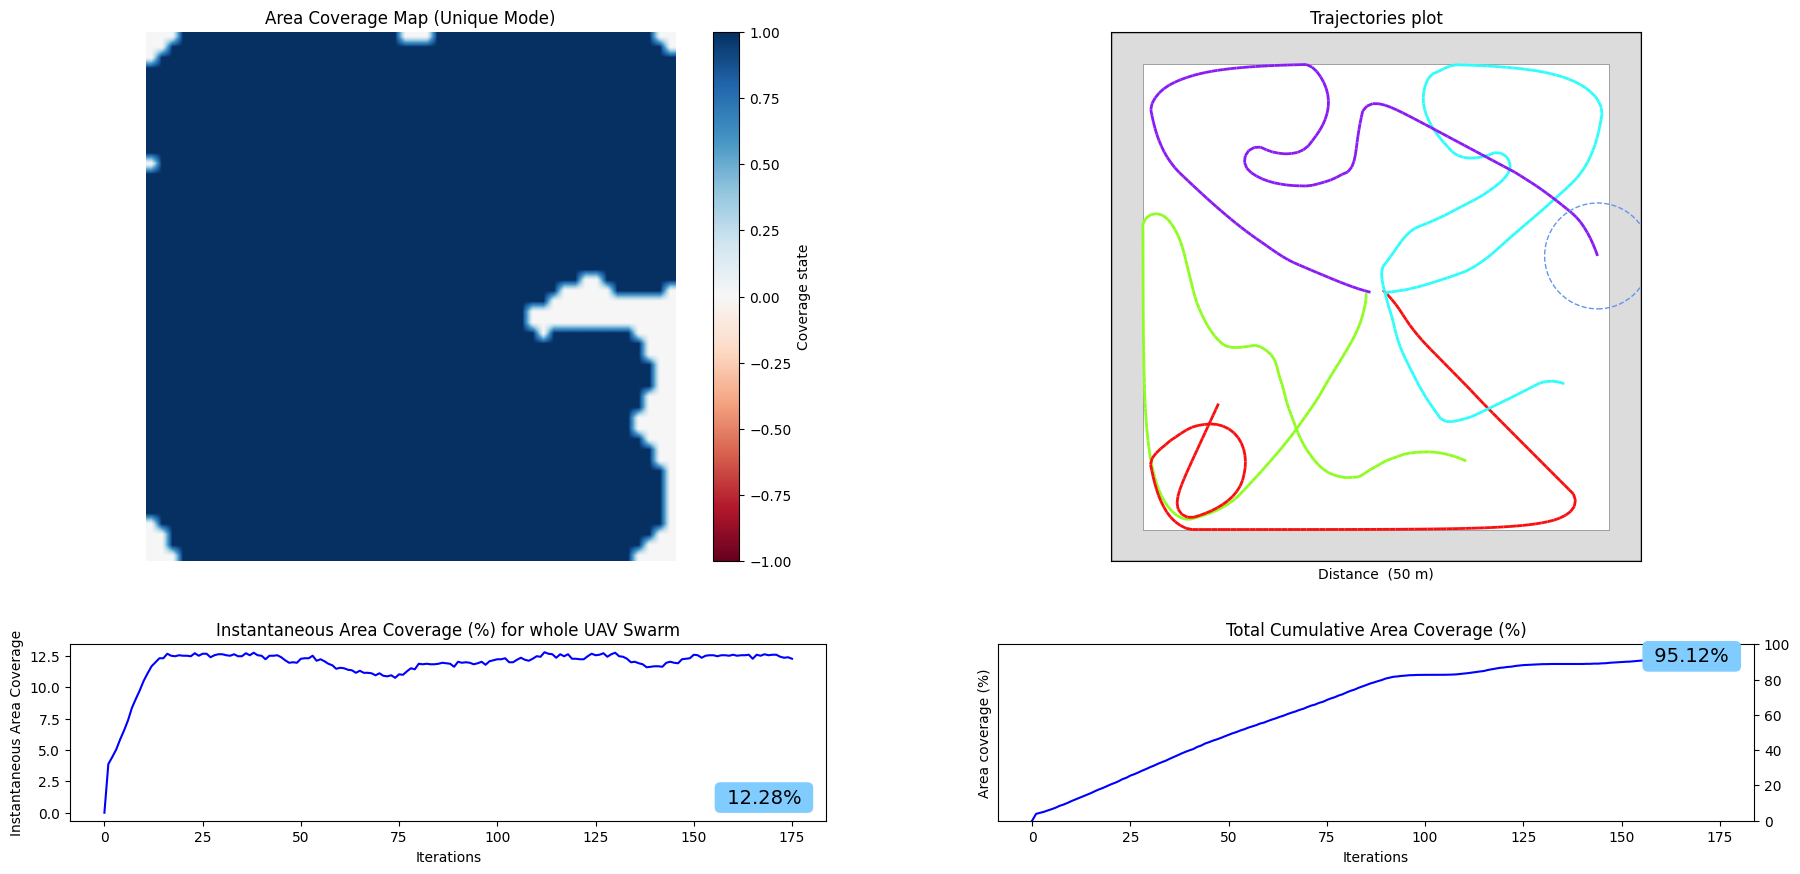 Area Coverage Map (Unique Mode)
1.00
0.75
0.50
0.25
0.00
−0.25
−0.50
−0.75
−1.00
Coverage state
Trajectories plot
Distance  (50 m)
Instantaneous Area Coverage (%) for whole UAV Swarm
Instantaneous Area Coverage
12.5
10.0
7.5
5.0
2.5
0.0
12.28%
0 25 50 75 100 125 150 175
Iterations
Total Cumulative Area Coverage (%)
Area coverage (%)
95.12%
100
80
60
40
20
0
0 25 50 75 100 125 150 175
Iterations